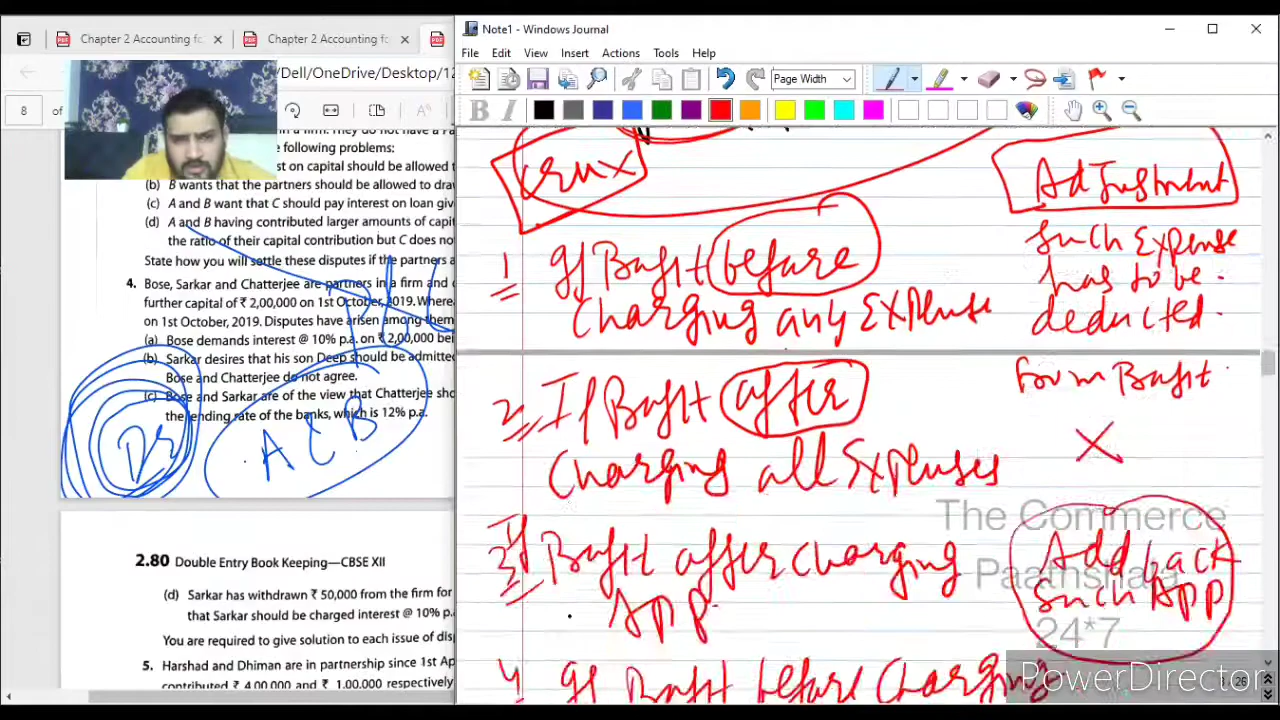 Chapter 2 Accounting fo
Chapter 2 Accounting fo
/Dell/OneDrive/Desktop/12
8 of
following problems:
st on capital should be allowed t
(b) B wants that the partners should be allowed to dra
(c) A and B want that C should pay interest on loan giv
(d) A and B having contributed larger amounts of capit
the ratio of their capital contribution but C does no
State how you will settle these disputes if the partners a
4. Bose, Sarkar and Chatterjee are partners in a firm and
further capital of ₹ 2,00,000 on 1st October, 2019. Where
on 1st October, 2019. Disputes have arisen among them
(a) Bose demands interest @ 10% p.a. on ₹ 2,00,000 bei
(b) Sarkar desires that his son Deep should be admitted
Bose and Chatterjee do not agree.
(c) Bose and Sarkar are of the view that Chatterjee sho
the lending rate of the banks, which is 12% p.a.
Dr
A & B
2.80 Double Entry Book Keeping—CBSE XII
(d) Sarkar has withdrawn ₹ 50,000 from the firm for
that Sarkar should be charged interest @ 10% p.a
You are required to give solution to each issue of disp
5. Harshad and Dhiman are in partnership since 1st Ap
contributed ₹ 4,00,000 and ₹ 1,00,000 respectively
Note1 - Windows Journal
File Edit View Insert Actions Tools Help
Page Width
B I
Crux
Adjustment
1 If Profit before
charging any Expense
such Expense
has to be
deducted
from Profit
2 If Profit after
charging all Expenses
X
3 If Profit after charging
APP
Add back
such APP
4 If Profit before charging
The Commerce
Paathshala
24*7
PowerDirector